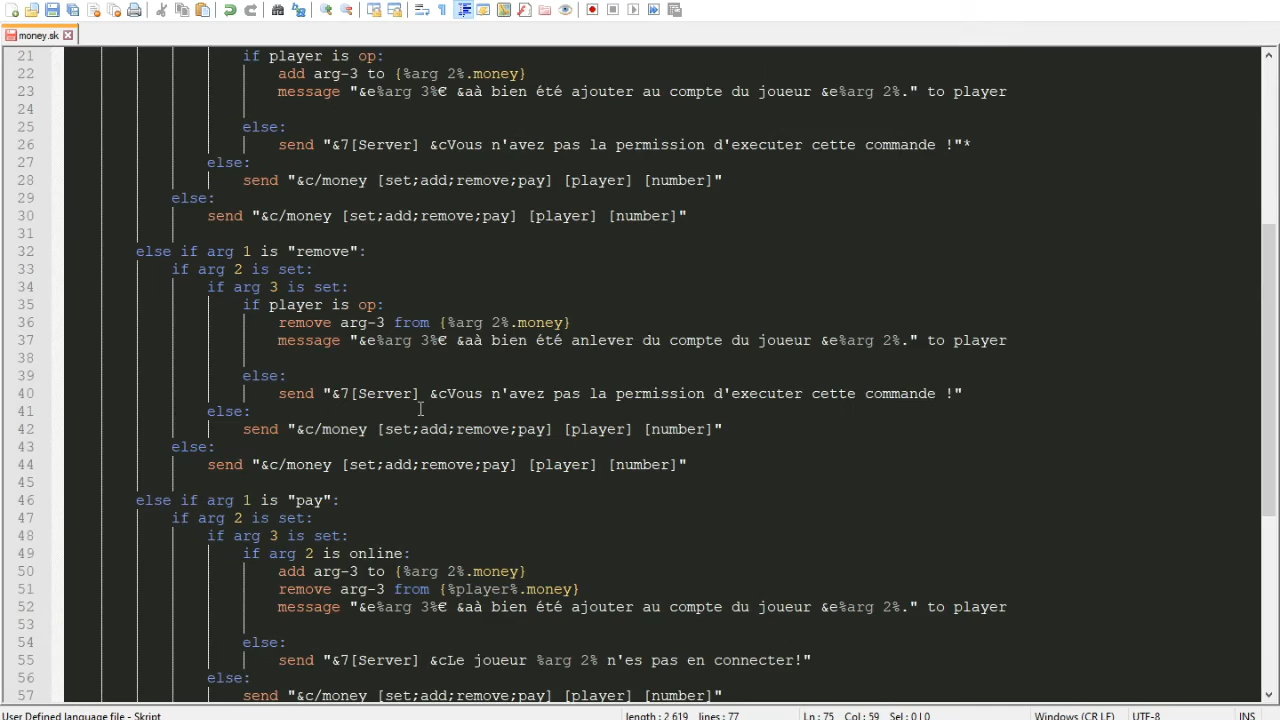 money.sk
21 if player is op:
22 add arg-3 to {%arg 2%.money}
23 message "&e%arg 3%€ &aà bien été ajouter au compte du joueur &e%arg 2%." to player
24
25 else:
26 send "&7[Server] &cVous n'avez pas la permission d'executer cette commande !"*
27 else:
28 send "&c/money [set;add;remove;pay] [player] [number]"
29 else:
30 send "&c/money [set;add;remove;pay] [player] [number]"
31
32 else if arg 1 is "remove":
33 if arg 2 is set:
34 if arg 3 is set:
35 if player is op:
36 remove arg-3 from {%arg 2%.money}
37 message "&e%arg 3%€ &aà bien été anlever du compte du joueur &e%arg 2%." to player
38
39 else:
40 send "&7[Server] &cVous n'avez pas la permission d'executer cette commande !"
41 else:
42 send "&c/money [set;add;remove;pay] [player] [number]"
43 else:
44 send "&c/money [set;add;remove;pay] [player] [number]"
45
46 else if arg 1 is "pay":
47 if arg 2 is set:
48 if arg 3 is set:
49 if arg 2 is online:
50 add arg-3 to {%arg 2%.money}
51 remove arg-3 from {%player%.money}
52 message "&e%arg 3%€ &aà bien été ajouter au compte du joueur &e%arg 2%." to player
53
54 else:
55 send "&7[Server] &cLe joueur %arg 2% n'es pas en connecter!"
56 else:
57 send "&c/money [set;add;remove;pay] [player] [number]"
User Defined language file - Skript length : 2 619 lines : 77 Ln : 75 Col : 59 Sel : 0 | 0 Windows (CR LF) UTF-8 INS